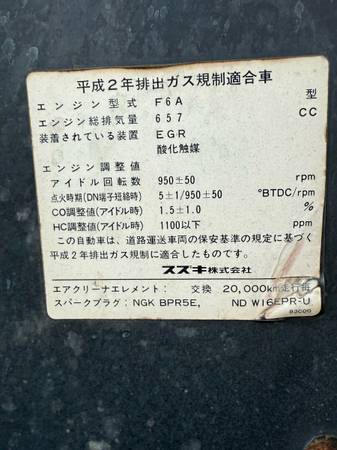 平成2年排出ガス規制適合車
エンジン型式 F6A 型
エンジン総排気量 657 CC
装着されている装置 EGR
酸化触媒
エンジン調整値
アイドル回転数 950±50 rpm
点火時期(DN端子短絡時) 5±1/950±50 °BTDC/rpm
CO調整値(アイドル時) 1.5±1.0 %
HC調整値(アイドル時) 1100以下 ppm
この自動車は、道路運送車両の保安基準の規定に基づく
平成2年排出ガス規制に適合したものです。
スズキ株式会社
エアクリーナエレメント: 交換 20,000km走行毎
スパークプラグ: NGK BPR5E, ND W16EPR-U
83C00